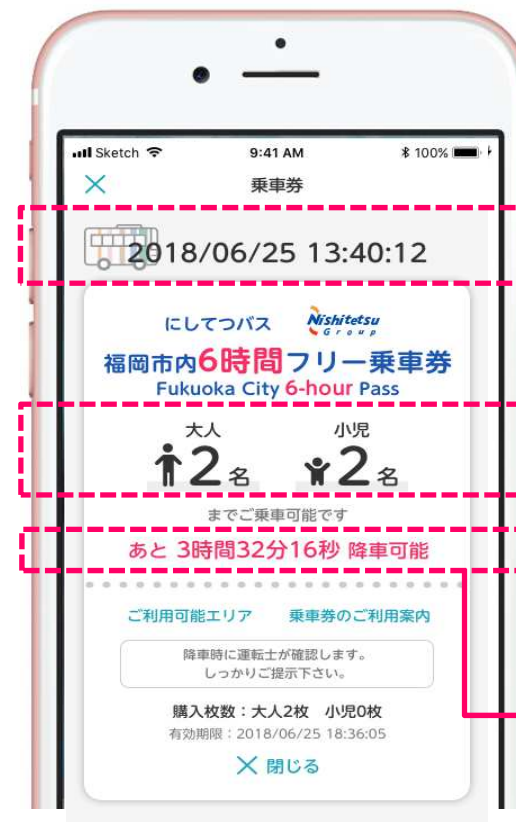 Sketch 9:41 AM 100%
乗車券
2018/06/25 13:40:12
にしてつバス Nishitetsu Group
福岡市内6時間フリー乗車券
Fukuoka City 6-hour Pass
大人 小児
2名 2名
までご乗車可能です
あと 3時間32分16秒 降車可能
ご利用可能エリア 乗車券のご利用案内
降車時に運転士が確認します。
しっかりご提示下さい。
購入枚数：大人2枚 小児0枚
有効期限：2018/06/25 18:36:05
閉じる